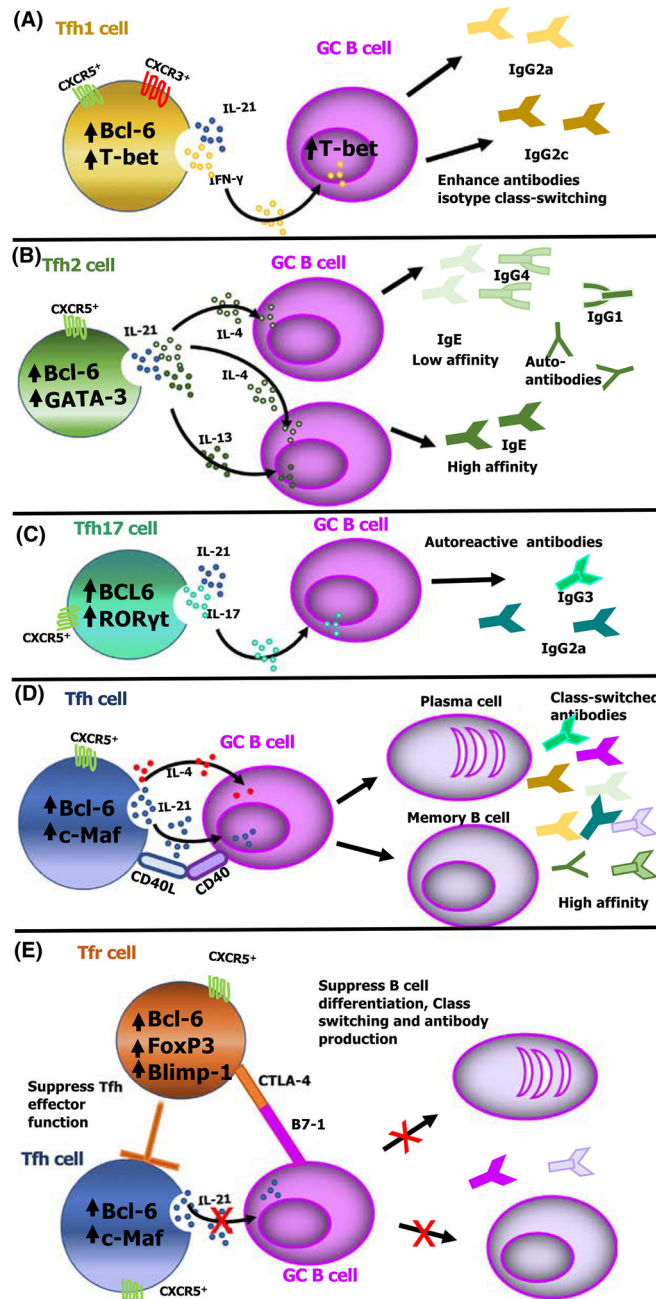 (A)
Tfh1 cell
CXCR5+
CXCR3+
Bcl-6
T-bet
IL-21
IFN-γ
GC B cell
T-bet
IgG2a
IgG2c
Enhance antibodies
isotype class-switching
(B)
Tfh2 cell
CXCR5+
Bcl-6
GATA-3
IL-21
IL-4
IL-4
IL-13
GC B cell
IgG4
IgG1
IgE
Low affinity
Auto-
antibodies
IgE
High affinity
(C)
Tfh17 cell
CXCR5+
BCL6
RORγt
IL-21
IL-17
GC B cell
Autoreactive antibodies
IgG3
IgG2a
(D)
Tfh cell
CXCR5+
Bcl-6
c-Maf
IL-4
IL-21
CD40L
CD40
GC B cell
Plasma cell
Memory B cell
Class-switched
antibodies
High affinity
(E)
Tfr cell
CXCR5+
Bcl-6
FoxP3
Blimp-1
CTLA-4
B7-1
Suppress B cell
differentiation, Class
switching and antibody
production
Suppress Tfh
effector
function
Tfh cell
Bcl-6
c-Maf
IL-21
CXCR5+
GC B cell